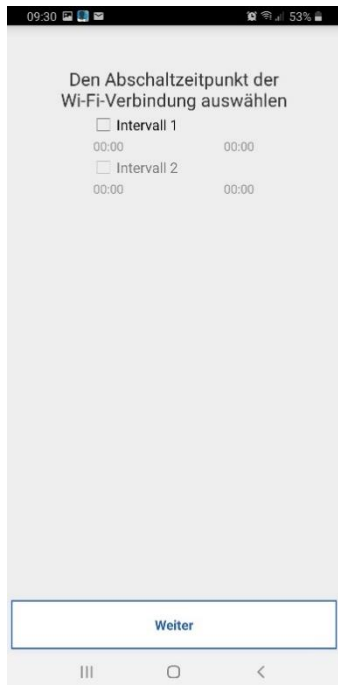 09:30 53%
Den Abschaltzeitpunkt der
Wi-Fi-Verbindung auswählen
Intervall 1
00:00 00:00
Intervall 2
00:00 00:00
Weiter